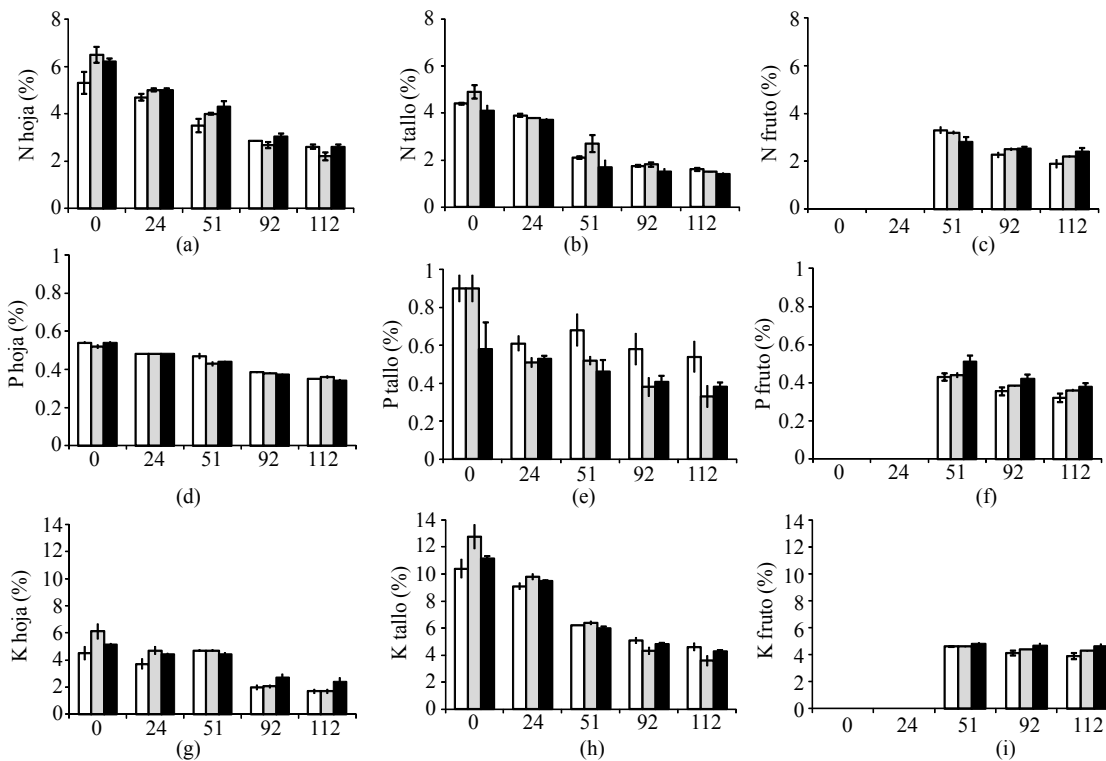 N hoja (%)
8
6
4
2
0
0 24 51 92 112
(a)
N tallo (%)
8
6
4
2
0
0 24 51 92 112
(b)
N fruto (%)
8
6
4
2
0
0 24 51 92 112
(c)
P hoja (%)
1
0.8
0.6
0.4
0.2
0
0 24 51 92 112
(d)
P tallo (%)
1
0.8
0.6
0.4
0.2
0
0 24 51 92 112
(e)
P fruto (%)
1
0.8
0.6
0.4
0.2
0
0 24 51 92 112
(f)
K hoja (%)
14
12
10
8
6
4
2
0
0 24 51 92 112
(g)
K tallo (%)
14
12
10
8
6
4
2
0
0 24 51 92 112
(h)
K fruto (%)
14
12
10
8
6
4
2
0
0 24 51 92 112
(i)